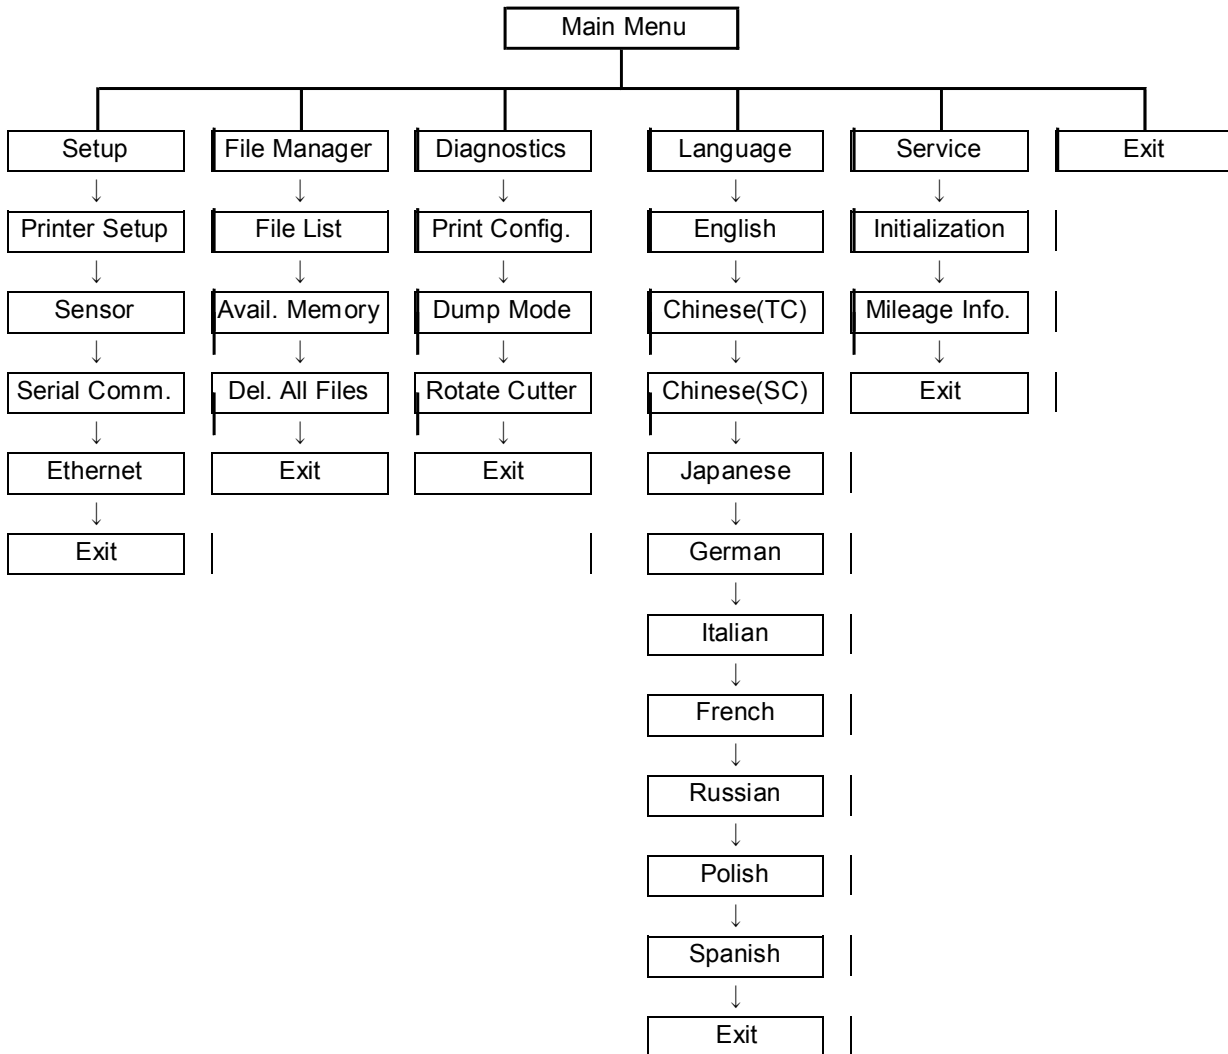 Main Menu
Setup
File Manager
Diagnostics
Language
Service
Exit
↓
↓
↓
↓
↓
Printer Setup
File List
Print Config.
English
Initialization
↓
↓
↓
↓
↓
Sensor
Avail. Memory
Dump Mode
Chinese(TC)
Mileage Info.
↓
↓
↓
↓
↓
Serial Comm.
Del. All Files
Rotate Cutter
Chinese(SC)
Exit
↓
↓
↓
↓
Ethernet
Exit
Exit
Japanese
↓
↓
Exit
German
↓
Italian
↓
French
↓
Russian
↓
Polish
↓
Spanish
↓
Exit